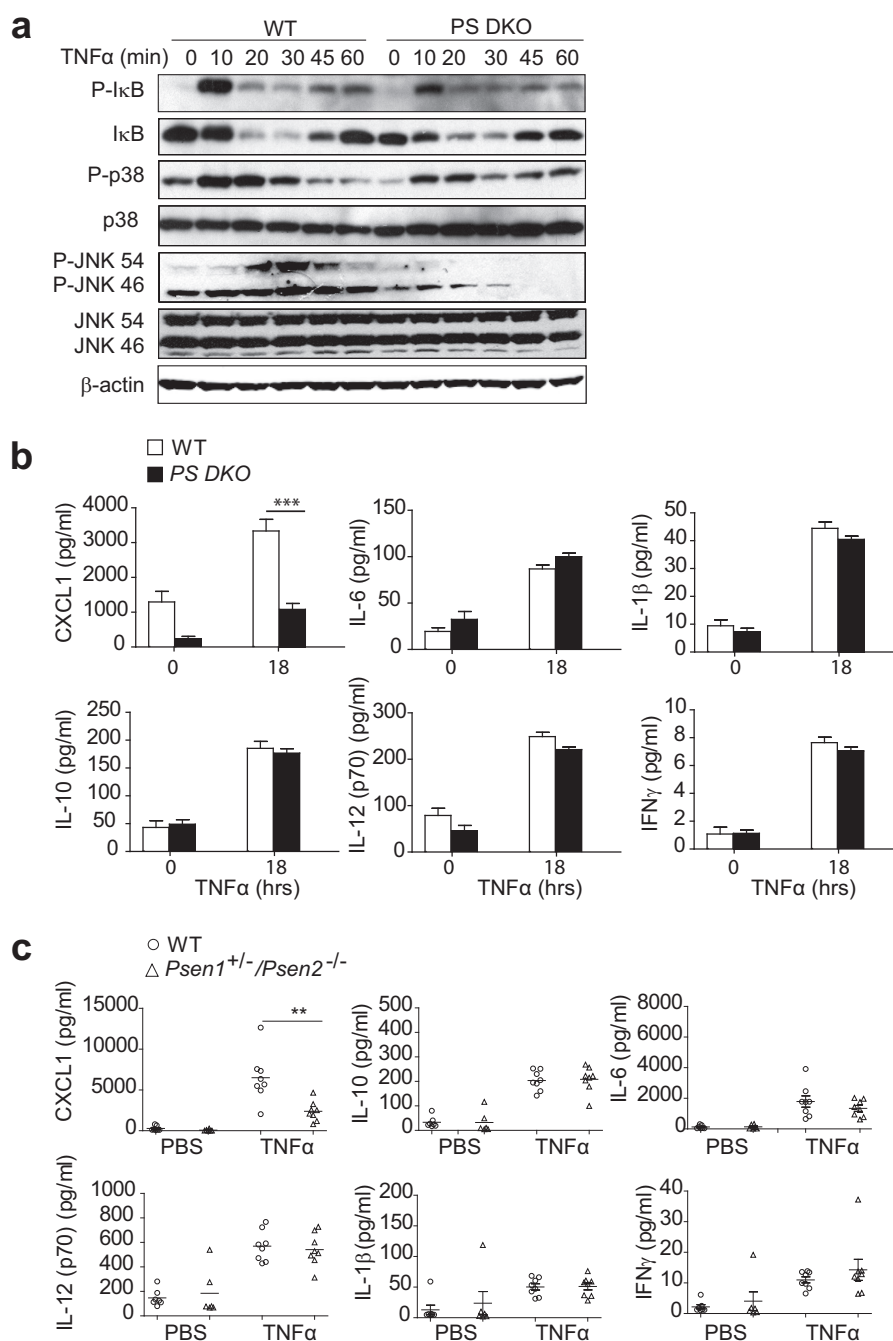 a
WT PS DKO
TNFα (min) 0 10 20 30 45 60 0 10 20 30 45 60
P-IκB
IκB
P-p38
p38
P-JNK 54
P-JNK 46
JNK 54
JNK 46
β-actin
b
WT
PS DKO
CXCL1 (pg/ml)
4000
3000
2000
1000
0
***
0 18
IL-6 (pg/ml)
150
100
50
0
0 18
IL-1β (pg/ml)
50
40
30
20
10
0
0 18
IL-10 (pg/ml)
250
200
150
100
50
0
0 18
TNFα (hrs)
IL-12 (p70) (pg/ml)
300
200
100
0
0 18
TNFα (hrs)
IFNγ (pg/ml)
8
6
4
2
0
0 18
TNFα (hrs)
c
WT
Psen1+/-/Psen2-/-
CXCL1 (pg/ml)
15000
10000
5000
0
**
PBS TNFα
IL-10 (pg/ml)
500
400
300
200
100
0
PBS TNFα
IL-6 (pg/ml)
8000
6000
4000
2000
0
PBS TNFα
IL-12 (p70) (pg/ml)
1000
800
600
400
200
0
PBS TNFα
IL-1β (pg/ml)
200
150
100
50
0
PBS TNFα
IFNγ (pg/ml)
40
30
20
10
0
PBS TNFα